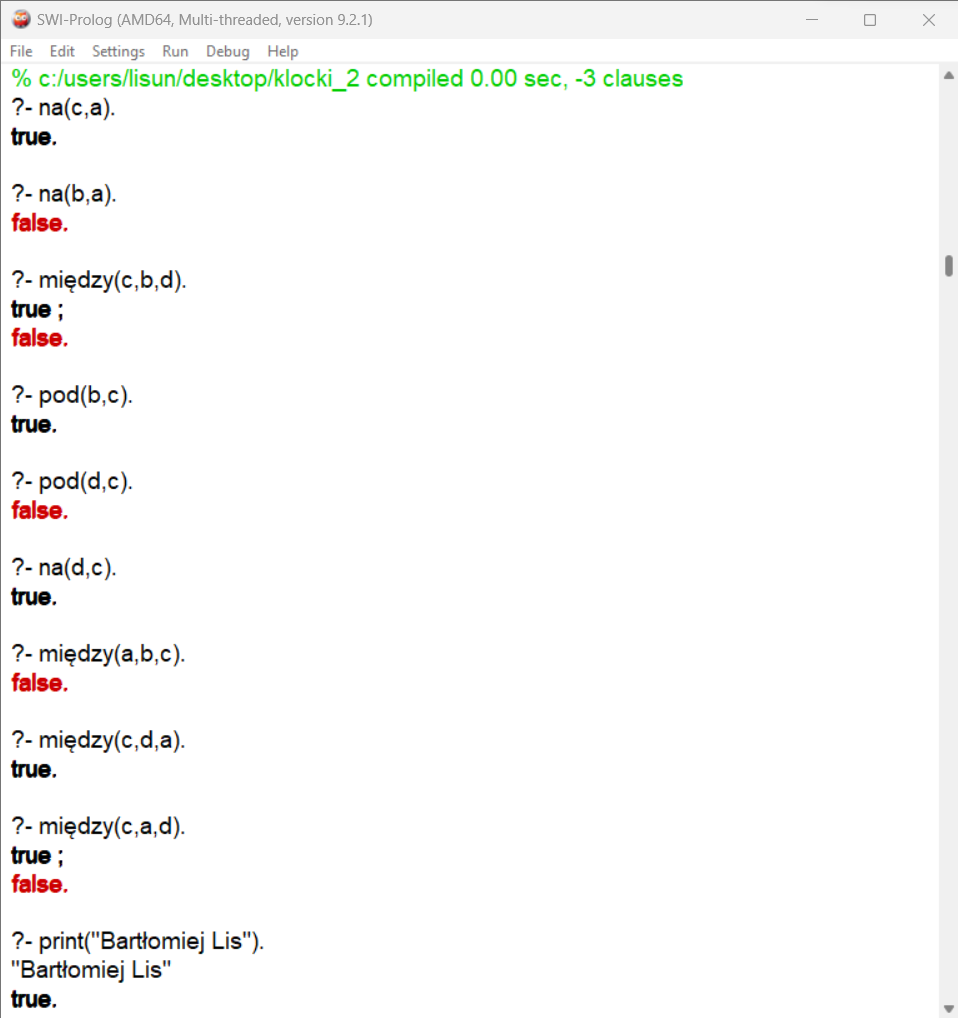 SWI-Prolog (AMD64, Multi-threaded, version 9.2.1)
File Edit Settings Run Debug Help
% c:/users/lisun/desktop/klocki_2 compiled 0.00 sec, -3 clauses
?- na(c,a).
true.
?- na(b,a).
false.
?- między(c,b,d).
true ;
false.
?- pod(b,c).
true.
?- pod(d,c).
false.
?- na(d,c).
true.
?- między(a,b,c).
false.
?- między(c,d,a).
true.
?- między(c,a,d).
true ;
false.
?- print("Bartłomiej Lis").
"Bartłomiej Lis"
true.